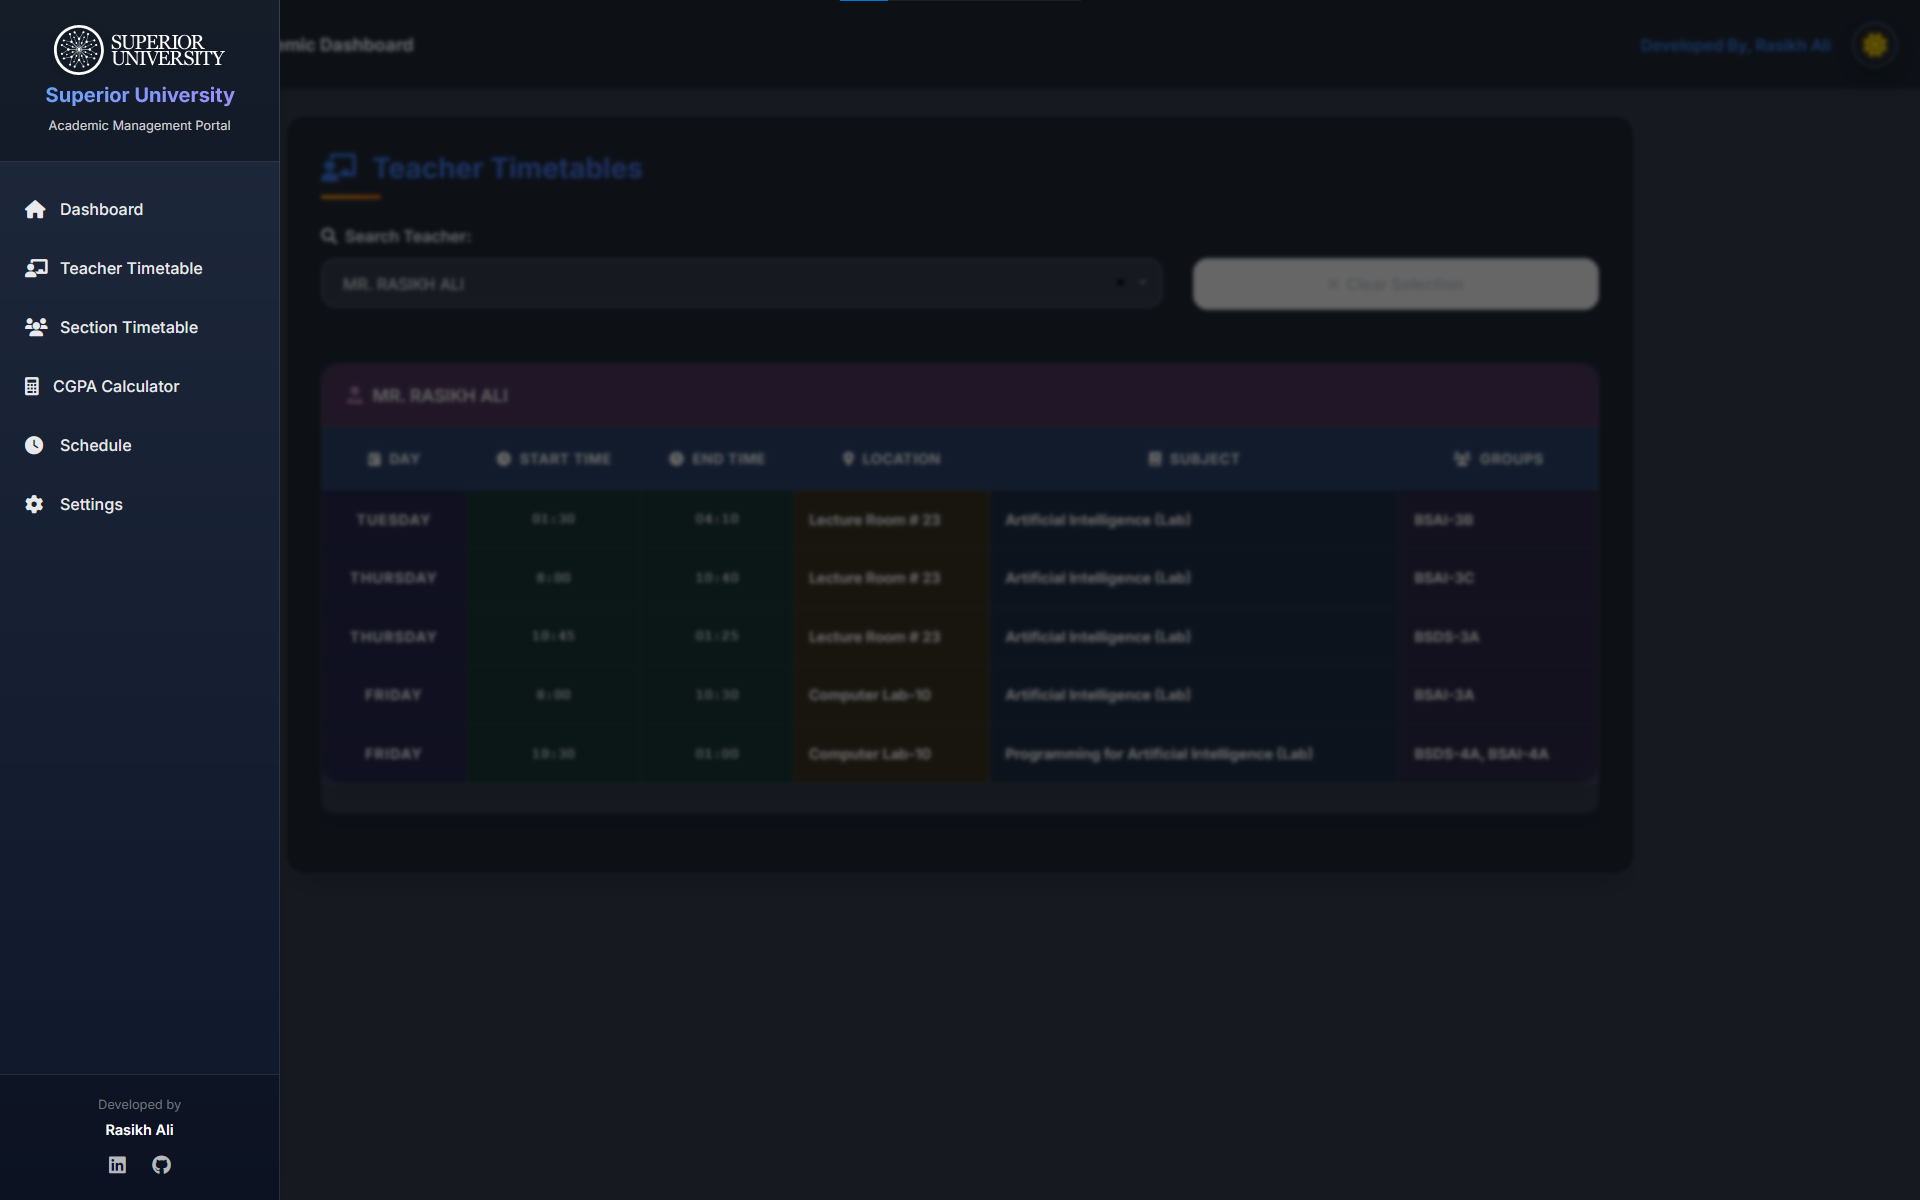 SUPERIOR
UNIVERSITY
Superior University
Academic Management Portal
Dashboard
Teacher Timetable
Section Timetable
CGPA Calculator
Schedule
Settings
Developed by
Rasikh Ali
emic Dashboard
Developed By, Rasikh Ali
Teacher Timetables
Search Teacher:
MR. RASIKH ALI
Clear Selection
MR. RASIKH ALI
DAY START TIME END TIME LOCATION SUBJECT GROUPS
TUESDAY 01:30 04:10 Lecture Room # 23 Artificial Intelligence (Lab) BSAI-3B
THURSDAY 8:00 10:40 Lecture Room # 23 Artificial Intelligence (Lab) BSAI-3C
THURSDAY 10:45 01:25 Lecture Room # 23 Artificial Intelligence (Lab) BSDS-3A
FRIDAY 8:00 10:30 Computer Lab-10 Artificial Intelligence (Lab) BSAI-3A
FRIDAY 10:30 01:00 Computer Lab-10 Programming for Artificial Intelligence (Lab) BSDS-4A, BSAI-4A